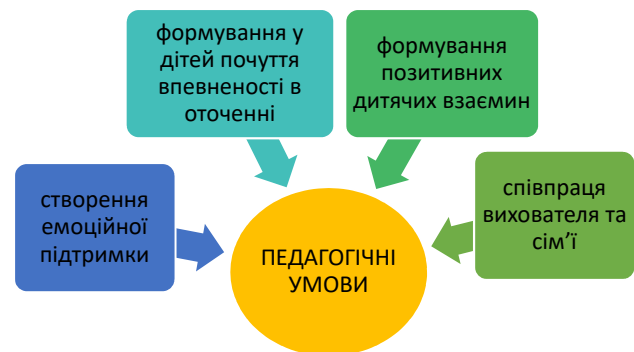 формування у
дітей почуття
впевненості в
оточенні
формування
позитивних
дитячих взаємин
створення
емоційної
підтримки
співпраця
вихователя та
сім’ї
ПЕДАГОГІЧНІ
УМОВИ